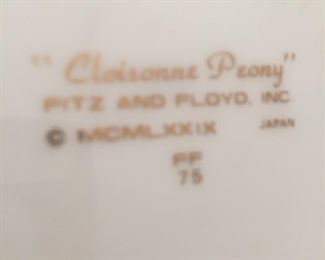 "Cloisonne Peony"
FITZ AND FLOYD, INC.
© MCMLXXIX JAPAN
FF
75